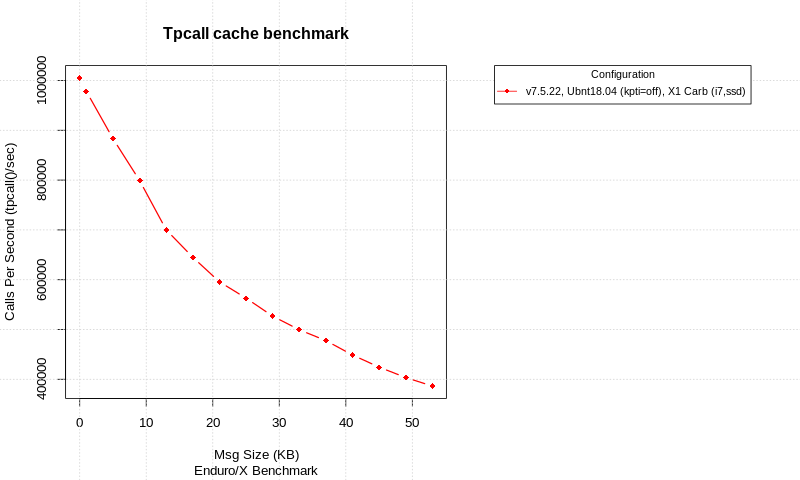 Tpcall cache benchmark
Configuration
v7.5.22, Ubnt18.04 (kpti=off), X1 Carb (i7,ssd)
Calls Per Second (tpcall()/sec)
1000000
800000
600000
400000
0 10 20 30 40 50
Msg Size (KB)
Enduro/X Benchmark